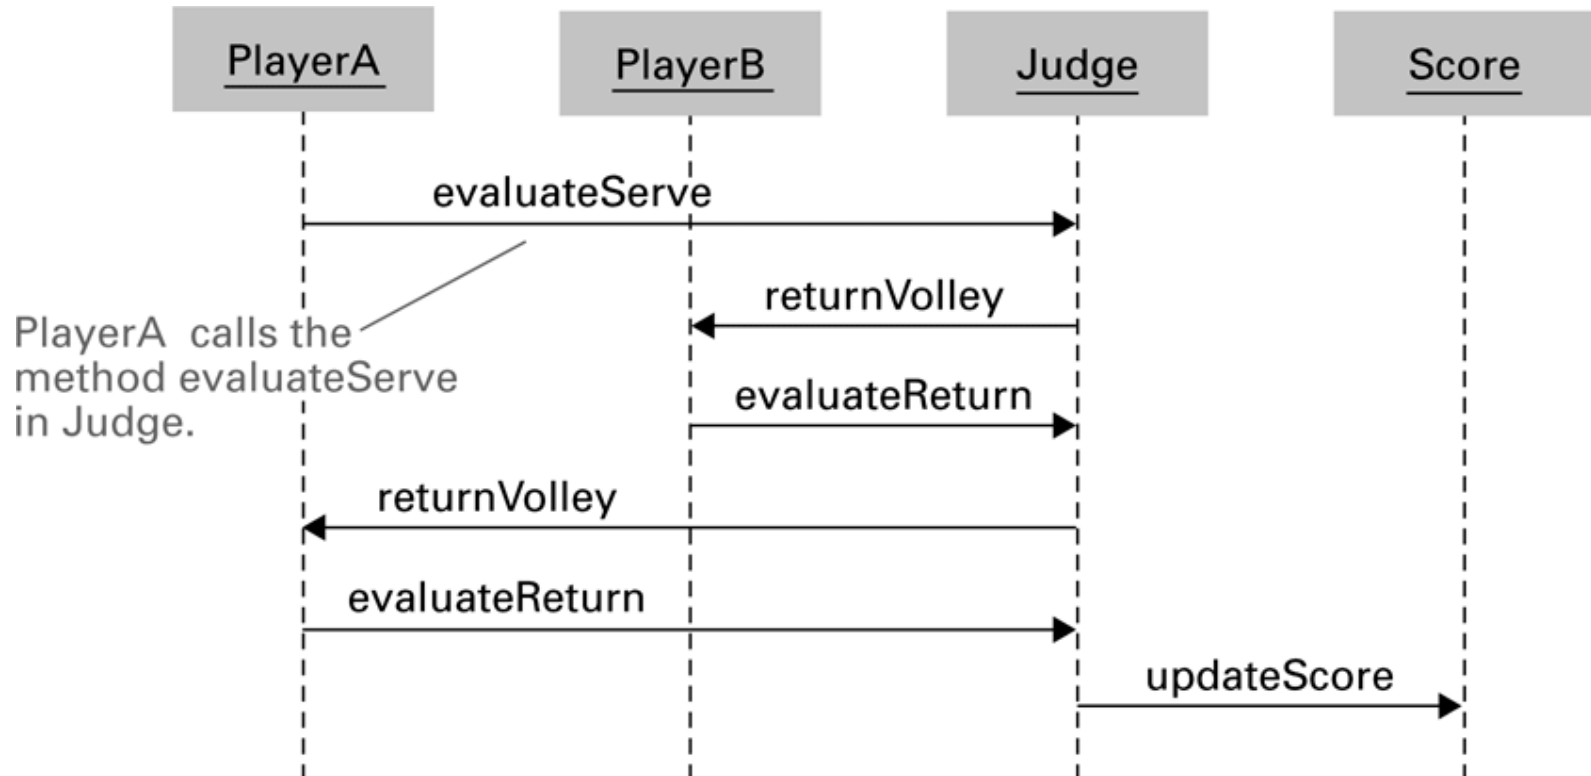 PlayerA
PlayerB
Judge
Score
evaluateServe
returnVolley
PlayerA calls the
method evaluateServe
in Judge.
evaluateReturn
returnVolley
evaluateReturn
updateScore